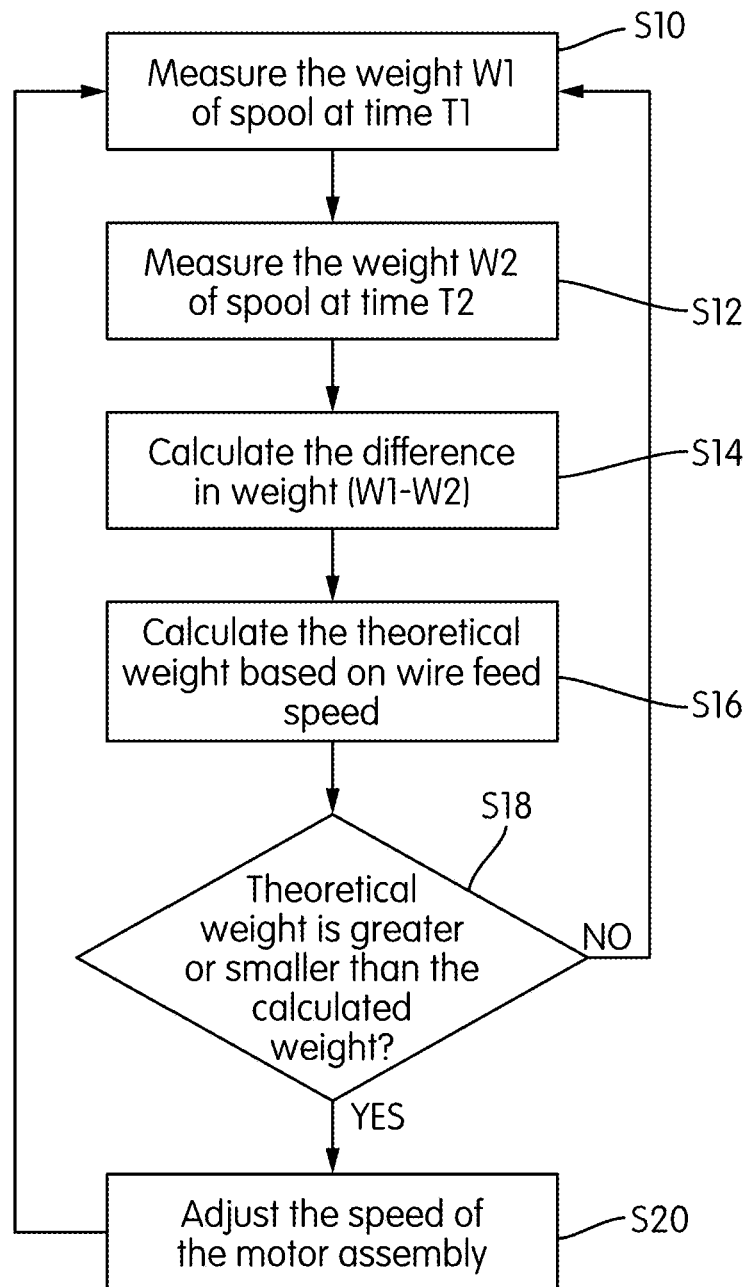 S10
Measure the weight W1
of spool at time T1
Measure the weight W2
of spool at time T2
S12
Calculate the difference
in weight (W1-W2)
S14
Calculate the theoretical
weight based on wire feed
speed
S16
S18
Theoretical
weight is greater
or smaller than the
calculated
weight?
NO
YES
Adjust the speed of
the motor assembly
S20